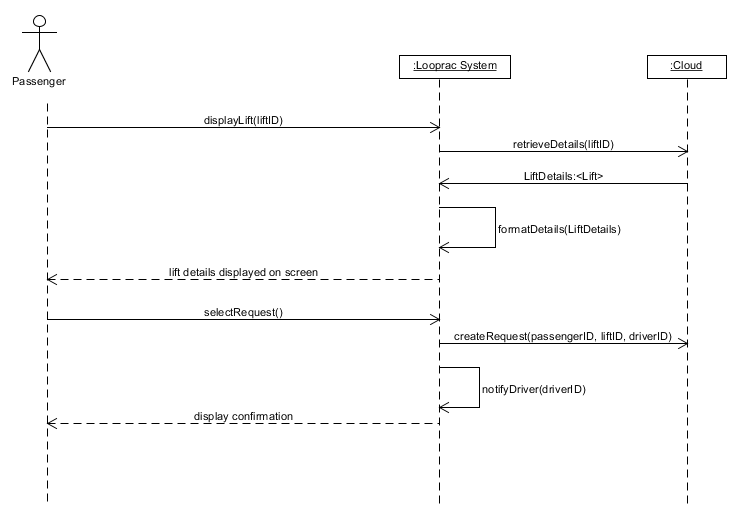 Passenger
:Looprac System
:Cloud
displayLift(liftID)
retrieveDetails(liftID)
LiftDetails:<Lift>
formatDetails(LiftDetails)
lift details displayed on screen
selectRequest()
createRequest(passengerID, liftID, driverID)
notifyDriver(driverID)
display confirmation